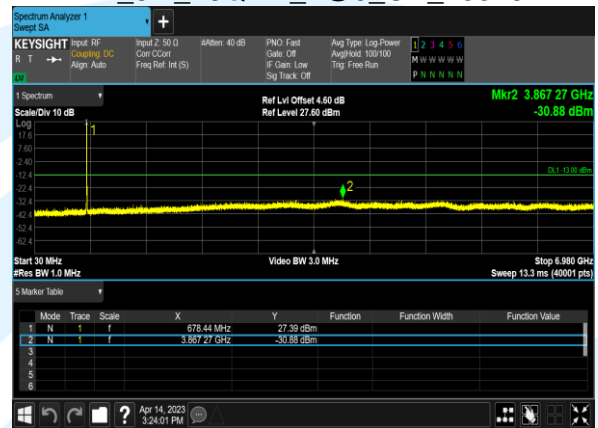 Spectrum Analyzer 1
Swept SA
+
KEYSIGHT Input: RF
R T Coupling: DC
Align: Auto
LXI
Input Z: 50 Ω
Corr CCorr
Freq Ref: Int (S)
#Atten: 40 dB
PNO: Fast
Gate: Off
IF Gain: Low
Sig Track: Off
Avg Type: Log-Power
Avg|Hold: 100/100
Trig: Free Run
1 2 3 4 5 6
M W W W W W
P N N N N N
1 Spectrum
Scale/Div 10 dB
Ref Lvl Offset 4.60 dB
Ref Level 27.60 dBm
Mkr2 3.867 27 GHz
-30.88 dBm
Log
17.6
7.60
-2.40
-12.4
-22.4
-32.4
-42.4
-52.4
-62.4
1
2
DL1 -13.00 dBm
Start 30 MHz
#Res BW 1.0 MHz
Video BW 3.0 MHz
Stop 6.980 GHz
Sweep 13.3 ms (40001 pts)
5 Marker Table
Mode Trace Scale X Y Function Function Width Function Value
1 N 1 f 678.44 MHz 27.39 dBm
2 N 1 f 3.867 27 GHz -30.88 dBm
3
4
5
6
?
Apr 14, 2023
3:24:01 PM